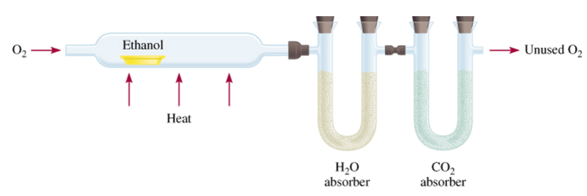 O₂
Ethanol
Heat
H₂O
absorber
CO₂
absorber
Unused O₂